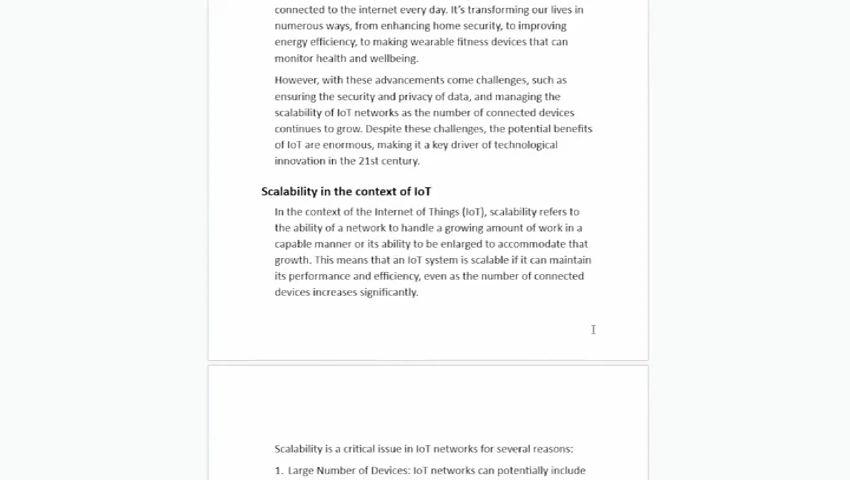 connected to the internet every day. It's transforming our lives in
numerous ways, from enhancing home security, to improving
energy efficiency, to making wearable fitness devices that can
monitor health and wellbeing.
However, with these advancements come challenges, such as
ensuring the security and privacy of data, and managing the
scalability of IoT networks as the number of connected devices
continues to grow. Despite these challenges, the potential benefits
of IoT are enormous, making it a key driver of technological
innovation in the 21st century.
Scalability in the context of IoT
In the context of the Internet of Things (IoT), scalability refers to
the ability of a network to handle a growing amount of work in a
capable manner or its ability to be enlarged to accommodate that
growth. This means that an IoT system is scalable if it can maintain
its performance and efficiency, even as the number of connected
devices increases significantly.
Scalability is a critical issue in IoT networks for several reasons:
1. Large Number of Devices: IoT networks can potentially include